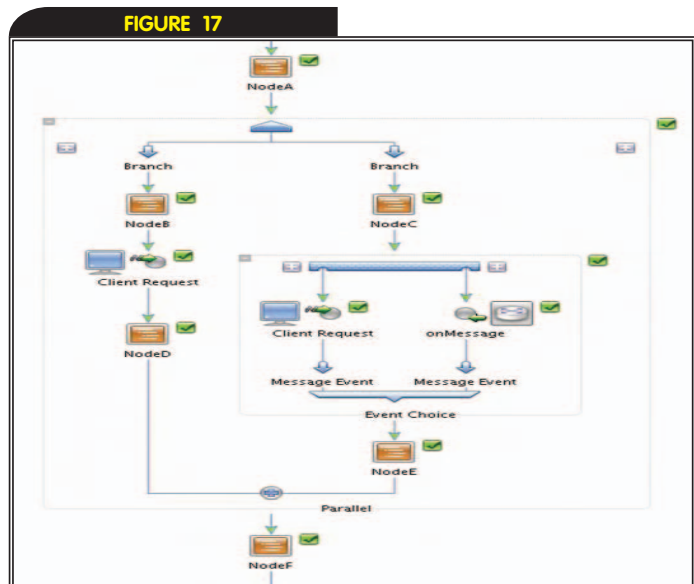 FIGURE 17
NodeA
Branch
Branch
NodeB
NodeC
Client Request
Client Request
onMessage
NodeD
Message Event
Message Event
Event Choice
NodeE
Parallel
NodeF